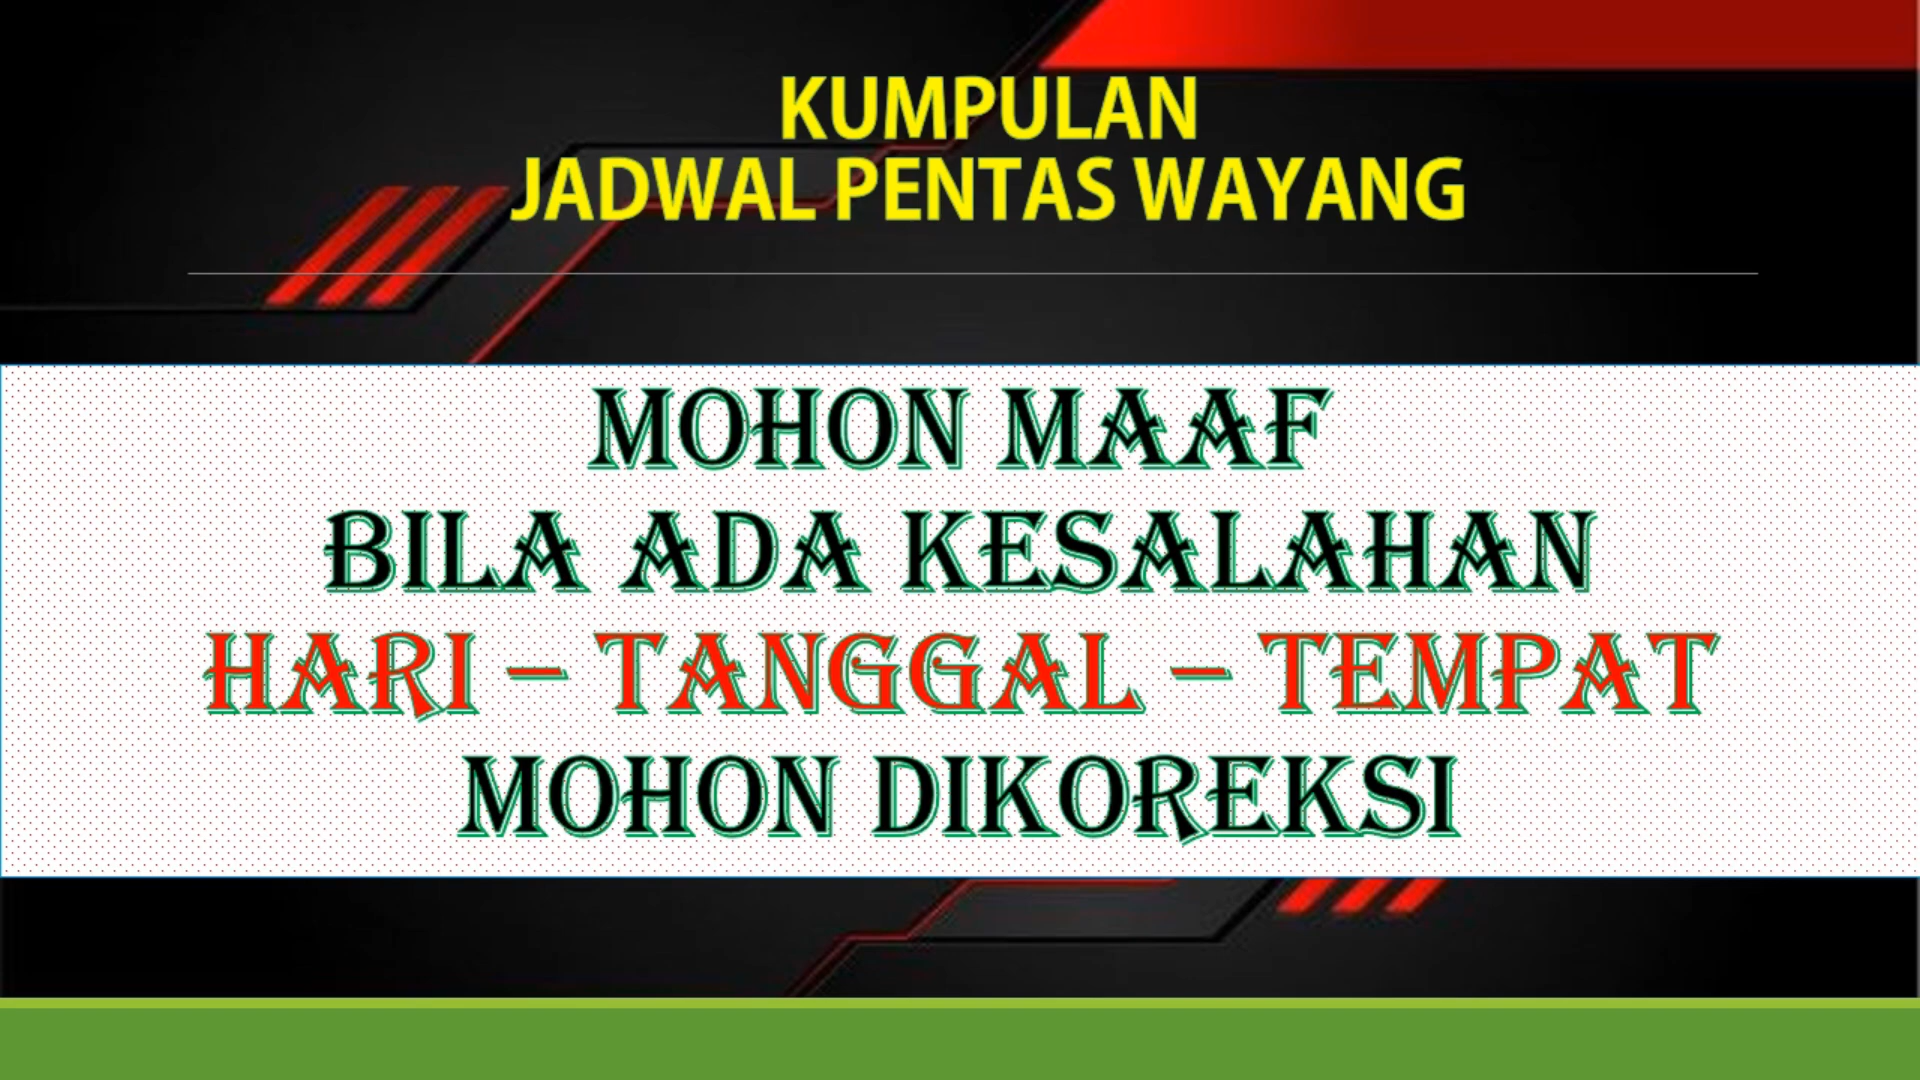 KUMPULAN
JADWAL PENTAS WAYANG
MOHON MAAF
BILA ADA KESALAHAN
HARI – TANGGAL – TEMPAT
MOHON DIKOREKSI